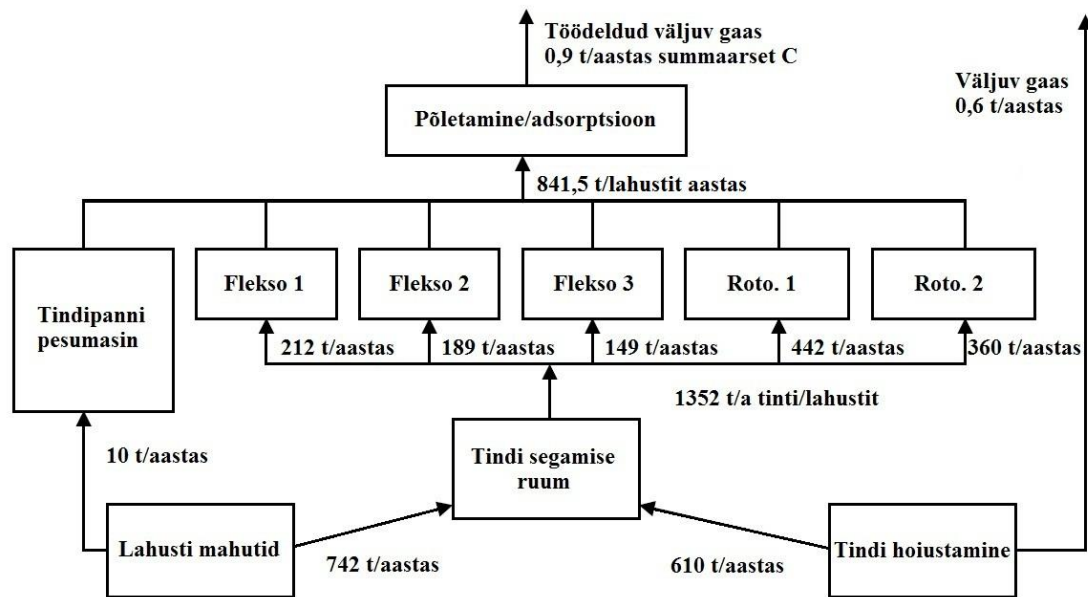 Töödeldud väljuv gaas
0,9 t/aastas summaarset C
Väljuv gaas
0,6 t/aastas
Põletamine/adsorptsioon
841,5 t/lahustit aastas
Tindipanni
pesumasin
Flekso 1
Flekso 2
Flekso 3
Roto. 1
Roto. 2
212 t/aastas
189 t/aastas
149 t/aastas
442 t/aastas
360 t/aastas
1352 t/a tinti/lahustit
10 t/aastas
Tindi segamise
ruum
Lahusti mahutid
742 t/aastas
610 t/aastas
Tindi hoiustamine